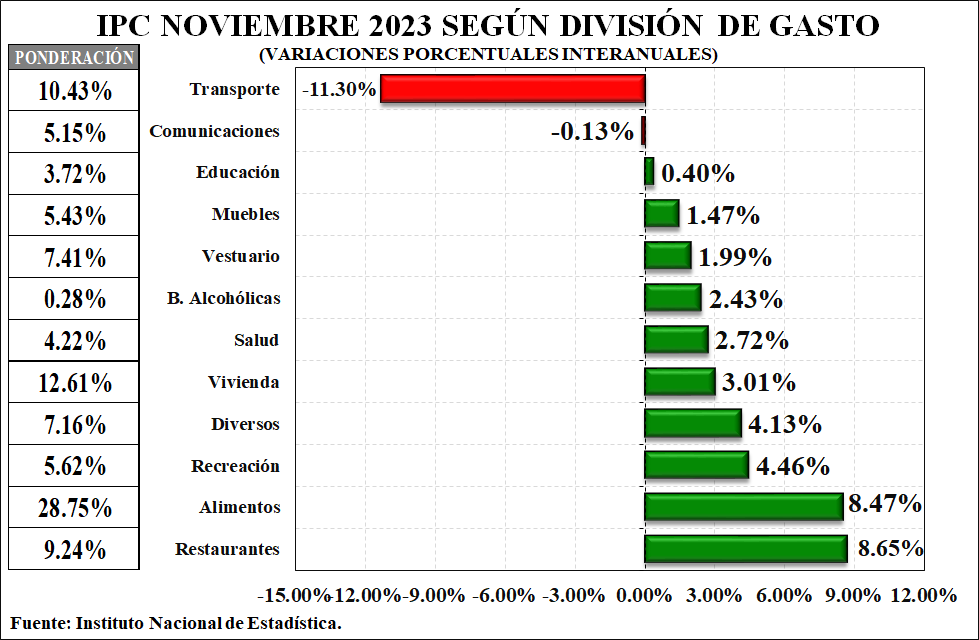 IPC NOVIEMBRE 2023 SEGÚN DIVISIÓN DE GASTO
(VARIACIONES PORCENTUALES INTERANUALES)
PONDERACIÓN
10.43% Transporte -11.30%
5.15% Comunicaciones -0.13%
3.72% Educación 0.40%
5.43% Muebles 1.47%
7.41% Vestuario 1.99%
0.28% B. Alcohólicas 2.43%
4.22% Salud 2.72%
12.61% Vivienda 3.01%
7.16% Diversos 4.13%
5.62% Recreación 4.46%
28.75% Alimentos 8.47%
9.24% Restaurantes 8.65%
-15.00% -12.00% -9.00% -6.00% -3.00% 0.00% 3.00% 6.00% 9.00% 12.00%
Fuente: Instituto Nacional de Estadística.